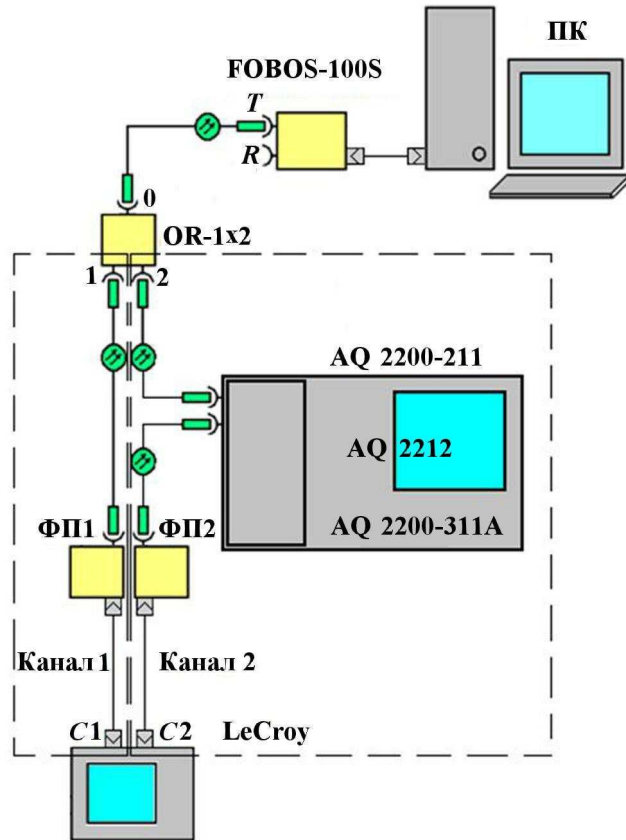 ПК
FOBOS-100S
T
R
0
OR-1x2
1 2
AQ 2200-211
AQ 2212
AQ 2200-311A
ФП1 ФП2
Канал 1 Канал 2
C1 C2 LeCroy